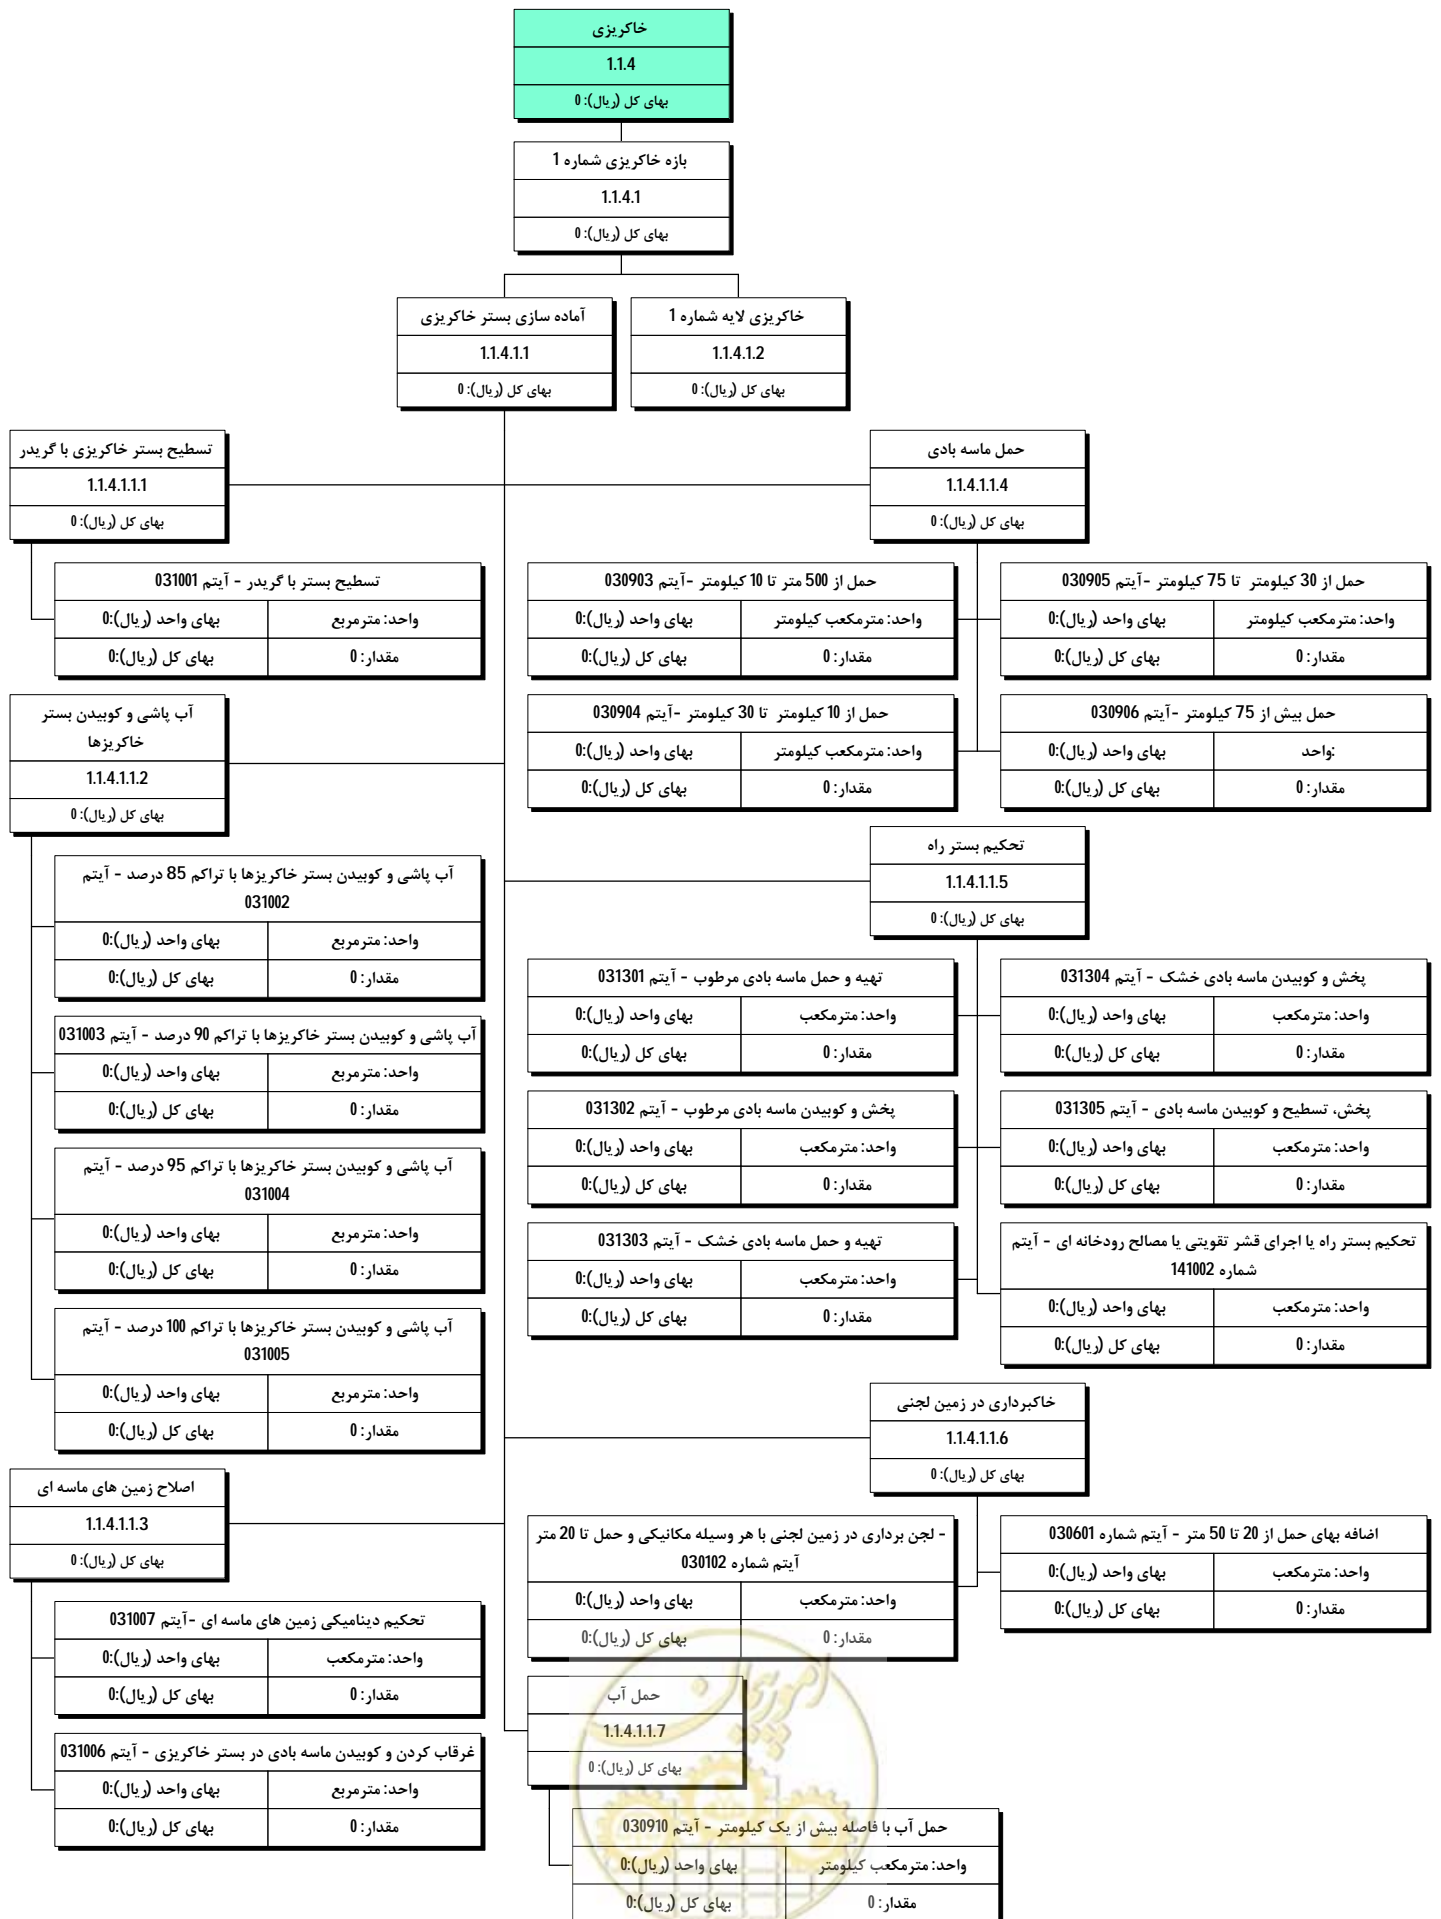 خاکریزی
1.1.4
بهای کل (ریال): 0
بازه خاکریزی شماره 1
1.1.4.1
بهای کل (ریال): 0
آماده سازی بستر خاکریزی
1.1.4.1.1
بهای کل (ریال): 0
خاکریزی لایه شماره 1
1.1.4.1.2
بهای کل (ریال): 0
تسطیح بستر خاکریزی با گریدر
1.1.4.1.1.1
بهای کل (ریال): 0
تسطیح بستر با گریدر - آیتم 031001
واحد: مترمربع
بهای واحد (ریال):0
مقدار: 0
بهای کل (ریال):0
آب پاشی و کوبیدن بستر
خاکریزها
1.1.4.1.1.2
بهای کل (ریال): 0
آب پاشی و کوبیدن بستر خاکریزها با تراکم 85 درصد - آیتم
031002
واحد: مترمربع
بهای واحد (ریال):0
مقدار: 0
بهای کل (ریال):0
آب پاشی و کوبیدن بستر خاکریزها با تراکم 90 درصد - آیتم 031003
واحد: مترمربع
بهای واحد (ریال):0
مقدار: 0
بهای کل (ریال):0
آب پاشی و کوبیدن بستر خاکریزها با تراکم 95 درصد - آیتم
031004
واحد: مترمربع
بهای واحد (ریال):0
مقدار: 0
بهای کل (ریال):0
آب پاشی و کوبیدن بستر خاکریزها با تراکم 100 درصد - آیتم
031005
واحد: مترمربع
بهای واحد (ریال):0
مقدار: 0
بهای کل (ریال):0
اصلاح زمین های ماسه ای
1.1.4.1.1.3
بهای کل (ریال): 0
تحکیم دینامیکی زمین های ماسه ای -آیتم 031007
واحد: مترمکعب
بهای واحد (ریال):0
مقدار: 0
بهای کل (ریال):0
غرقاب کردن و کوبیدن ماسه بادی در بستر خاکریزی - آیتم 031006
واحد: مترمربع
بهای واحد (ریال):0
مقدار: 0
بهای کل (ریال):0
حمل ماسه بادی
1.1.4.1.1.4
بهای کل (ریال): 0
حمل از 500 متر تا 10 کیلومتر -آیتم 030903
واحد: مترمکعب کیلومتر
بهای واحد (ریال):0
مقدار: 0
بهای کل (ریال):0
حمل از 30 کیلومتر تا 75 کیلومتر -آیتم 030905
واحد: مترمکعب کیلومتر
بهای واحد (ریال):0
مقدار: 0
بهای کل (ریال):0
حمل از 10 کیلومتر تا 30 کیلومتر -آیتم 030904
واحد: مترمکعب کیلومتر
بهای واحد (ریال):0
مقدار: 0
بهای کل (ریال):0
حمل بیش از 75 کیلومتر -آیتم 030906
:واحد
بهای واحد (ریال):0
مقدار: 0
بهای کل (ریال):0
تحکیم بستر راه
1.1.4.1.1.5
بهای کل (ریال): 0
تهیه و حمل ماسه بادی مرطوب - آیتم 031301
واحد: مترمکعب
بهای واحد (ریال):0
مقدار: 0
بهای کل (ریال):0
پخش و کوبیدن ماسه بادی خشک - آیتم 031304
واحد: مترمکعب
بهای واحد (ریال):0
مقدار: 0
بهای کل (ریال):0
پخش و کوبیدن ماسه بادی مرطوب - آیتم 031302
واحد: مترمکعب
بهای واحد (ریال):0
مقدار: 0
بهای کل (ریال):0
پخش، تسطیح و کوبیدن ماسه بادی - آیتم 031305
واحد: مترمکعب
بهای واحد (ریال):0
مقدار: 0
بهای کل (ریال):0
تهیه و حمل ماسه بادی خشک - آیتم 031303
واحد: مترمکعب
بهای واحد (ریال):0
مقدار: 0
بهای کل (ریال):0
تحکیم بستر راه یا اجرای قشر تقویتی یا مصالح رودخانه ای - آیتم
شماره 141002
واحد: مترمکعب
بهای واحد (ریال):0
مقدار: 0
بهای کل (ریال):0
خاکبرداری در زمین لجنی
1.1.4.1.1.6
بهای کل (ریال): 0
- لجن برداری در زمین لجنی با هر وسیله مکانیکی و حمل تا 20 متر
آیتم شماره 030102
واحد: مترمکعب
بهای واحد (ریال):0
مقدار: 0
بهای کل (ریال):0
اضافه بهای حمل از 20 تا 50 متر - آیتم شماره 030601
واحد: مترمکعب
بهای واحد (ریال):0
مقدار: 0
بهای کل (ریال):0
حمل آب
1.1.4.1.1.7
بهای کل (ریال): 0
حمل آب با فاصله بیش از یک کیلومتر - آیتم 030910
واحد: مترمکعب کیلومتر
بهای واحد (ریال):0
مقدار: 0
بهای کل (ریال):0